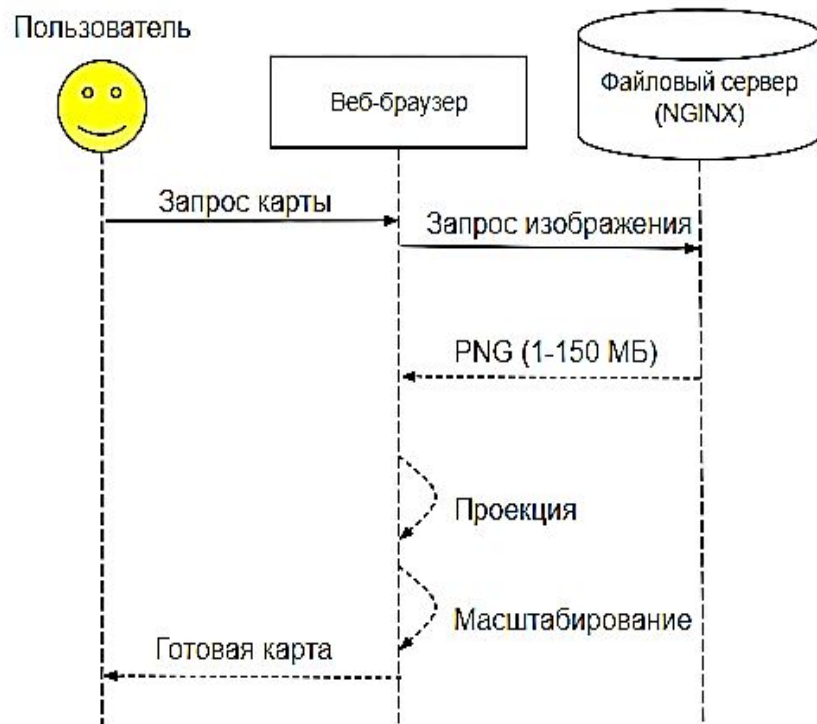 Пользователь
Веб-браузер
Файловый сервер
(NGINX)
Запрос карты
Запрос изображения
PNG (1-150 МБ)
Проекция
Масштабирование
Готовая карта